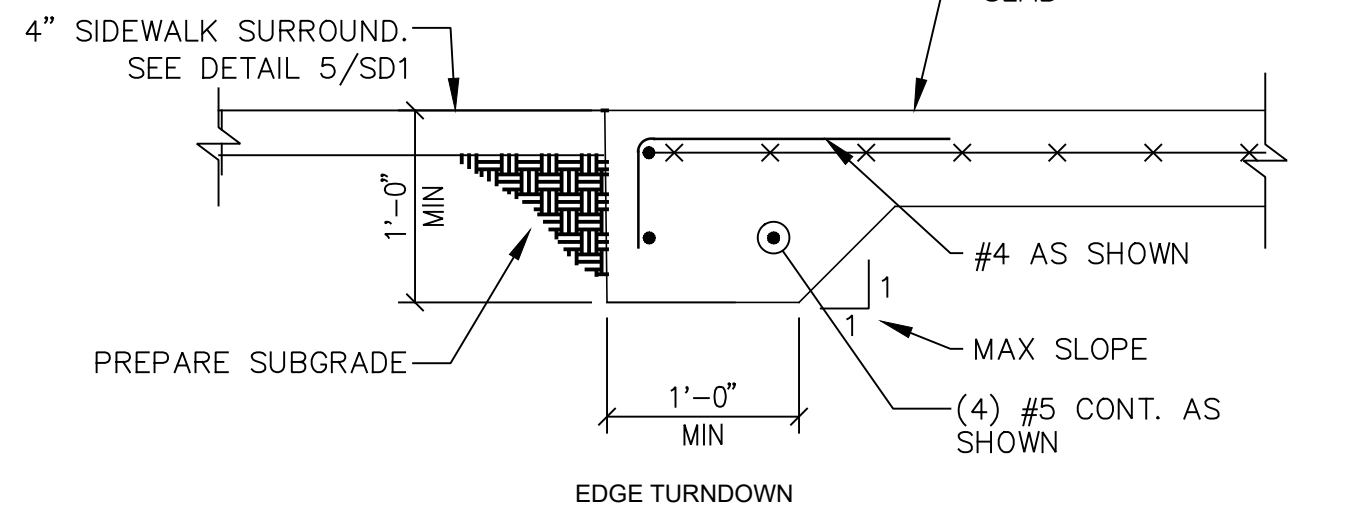 4” SIDEWALK SURROUND.
SEE DETAIL 5/SD1
1'-0”
MIN
#4 AS SHOWN
1
1
MAX SLOPE
PREPARE SUBGRADE
1'-0”
MIN
(4) #5 CONT. AS
SHOWN
EDGE TURNDOWN